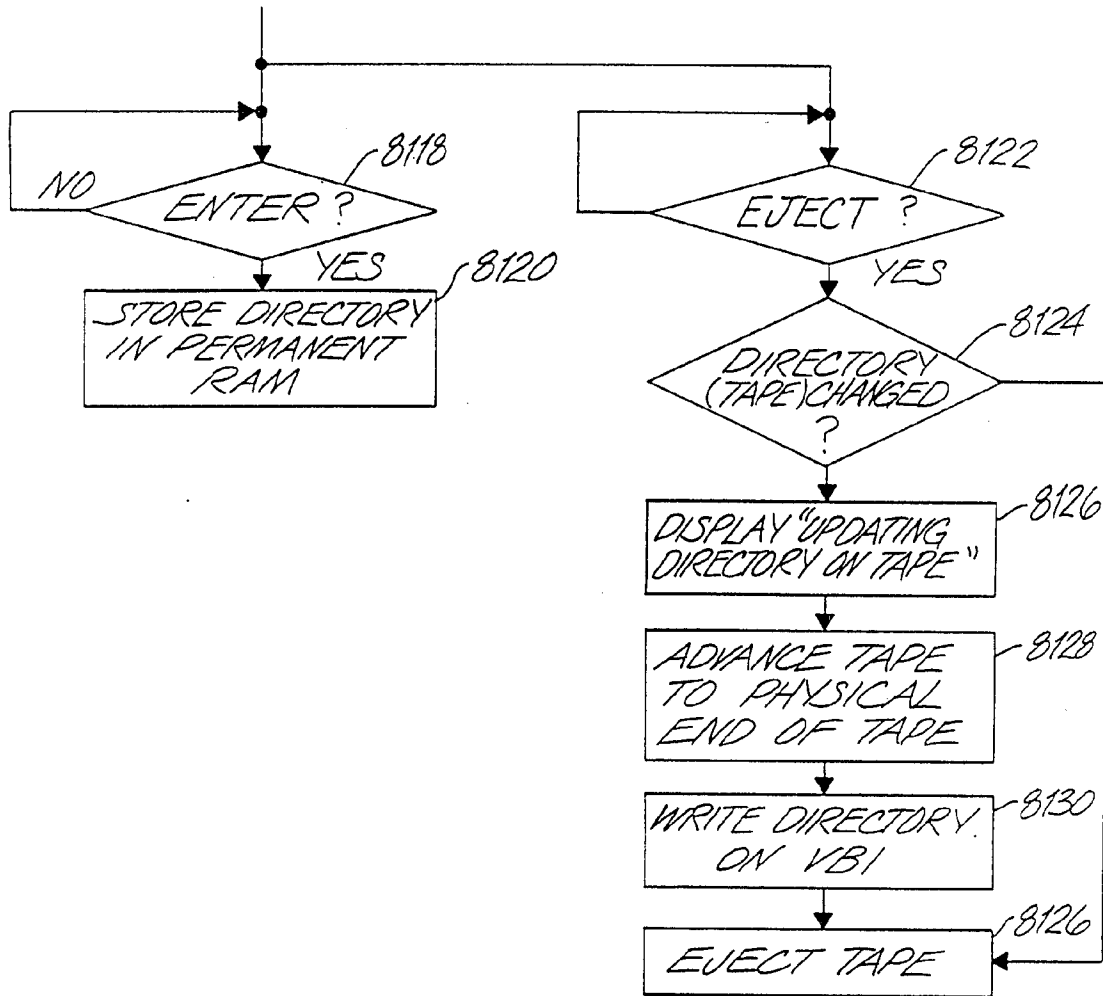 8118
NO
ENTER ?
YES
8120
STORE DIRECTORY
IN PERMANENT
RAM
8122
EJECT ?
YES
8124
DIRECTORY
(TAPE) CHANGED
?
8126
DISPLAY "UPDATING
DIRECTORY ON TAPE"
8128
ADVANCE TAPE
TO PHYSICAL
END OF TAPE
8130
WRITE DIRECTORY
ON VBI
8126
EJECT TAPE